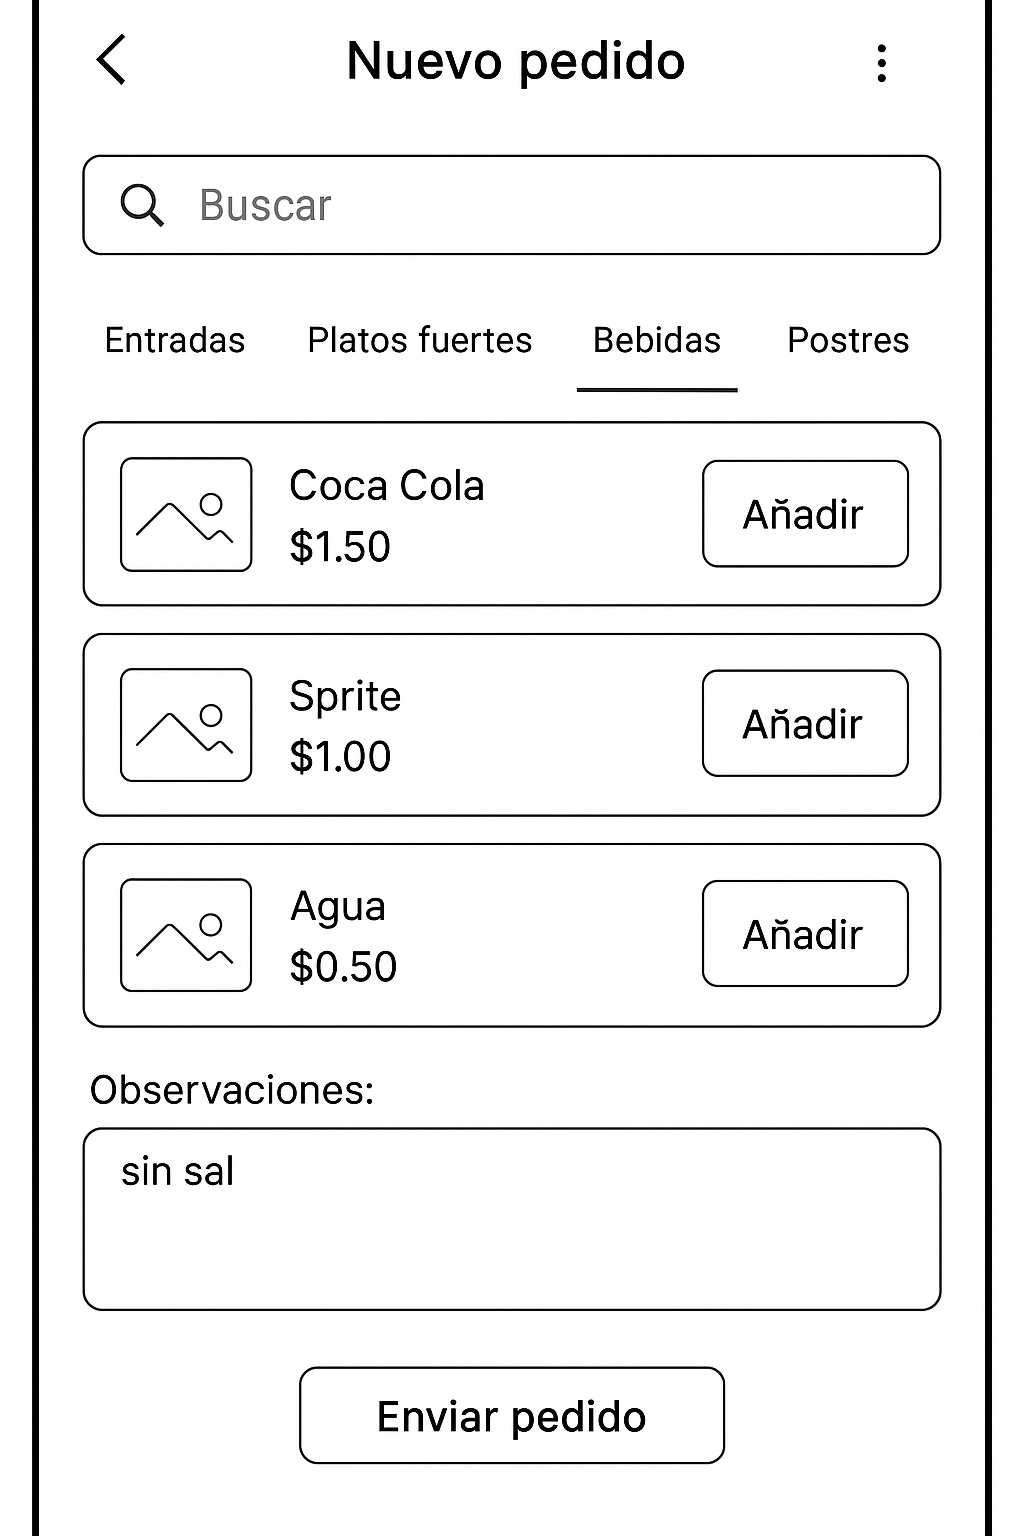 Nuevo pedido
Buscar
Entradas Platos fuertes Bebidas Postres
Coca Cola
$1.50
Añadir
Sprite
$1.00
Añadir
Agua
$0.50
Añadir
Observaciones:
sin sal
Enviar pedido